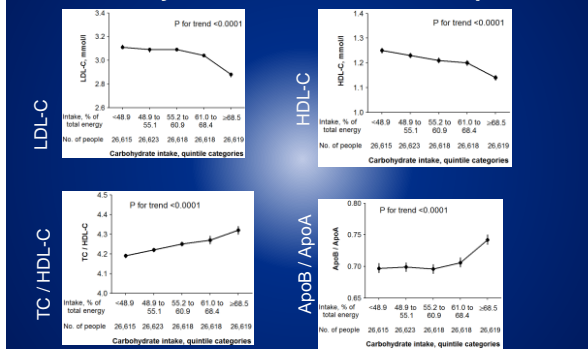 LDL-C
P for trend <0.0001
LDL-C, mmol/l
3.4
3.2
3.0
2.8
2.6
Intake, % of total energy
<48.9
48.9 to 55.1
55.2 to 60.9
61.0 to 68.4
≥68.5
No. of people
26,615
26,623
26,618
26,618
26,619
Carbohydrate intake, quintile categories
HDL-C
P for trend <0.0001
HDL-C, mmol/l
1.4
1.3
1.2
1.1
1.0
Intake, % of total energy
<48.9
48.9 to 55.1
55.2 to 60.9
61.0 to 68.4
≥68.5
No. of people
26,615
26,623
26,618
26,618
26,619
Carbohydrate intake, quintile categories
TC / HDL-C
P for trend <0.0001
TC / HDL-C
4.5
4.4
4.3
4.2
4.1
4.0
Intake, % of total energy
<48.9
48.9 to 55.1
55.2 to 60.9
61.0 to 68.4
≥68.5
No. of people
26,615
26,623
26,618
26,618
26,619
Carbohydrate intake, quintile categories
ApoB / ApoA
P for trend <0.0001
ApoB / ApoA
0.80
0.75
0.70
0.65
Intake, % of total energy
<48.9
48.9 to 55.1
55.2 to 60.9
61.0 to 68.4
≥68.5
No. of people
26,615
26,623
26,618
26,618
26,619
Carbohydrate intake, quintile categories